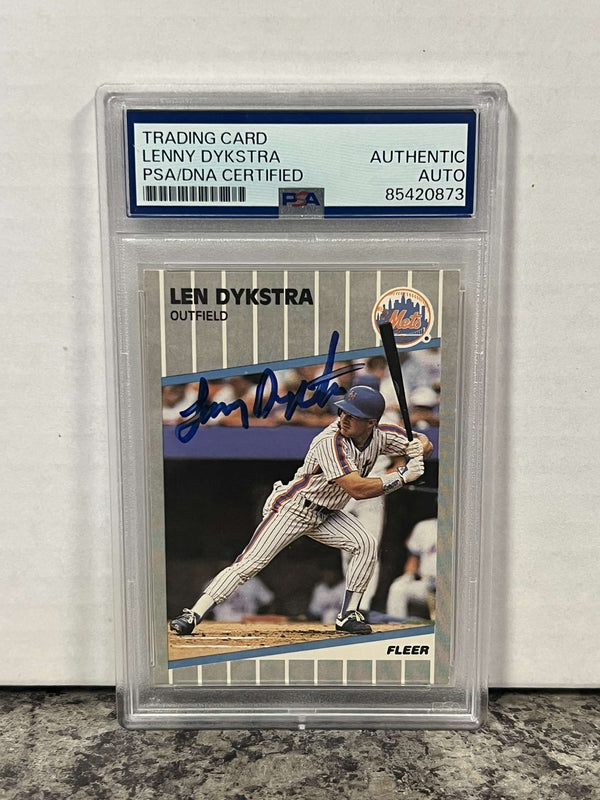 TRADING CARD
LENNY DYKSTRA
PSA/DNA CERTIFIED
AUTHENTIC
AUTO
85420873
PSA
LEN DYKSTRA
OUTFIELD
Mets
Lenny Dykstra
FLEER